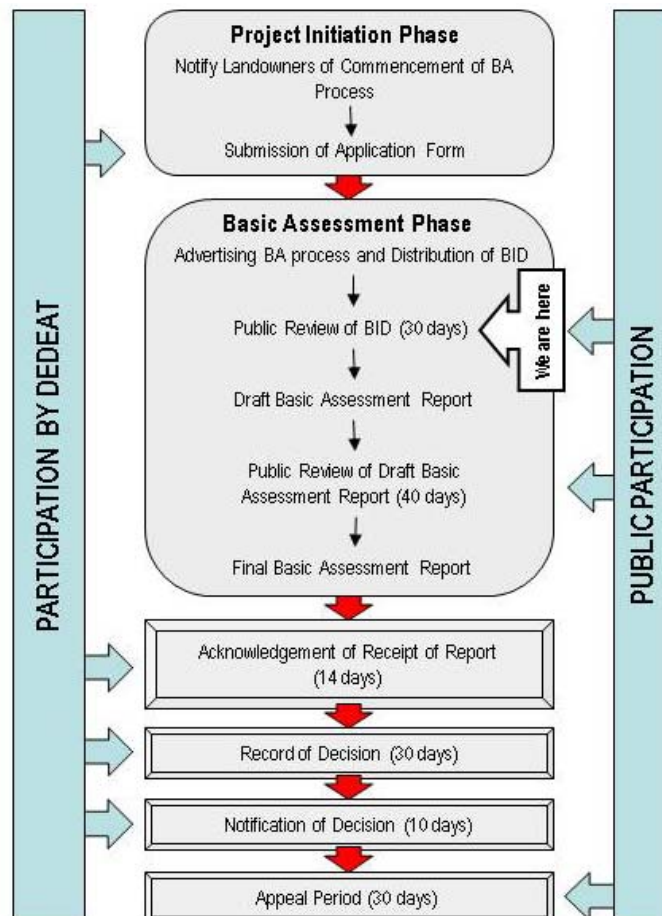 PARTICIPATION BY DEDEAT
Project Initiation Phase
Notify Landowners of Commencement of BA
Process
Submission of Application Form
Basic Assessment Phase
Advertising BA process and Distribution of BID
Public Review of BID (30 days)
We are here
Draft Basic Assessment Report
Public Review of Draft Basic
Assessment Report (40 days)
Final Basic Assessment Report
Acknowledgement of Receipt of Report
(14 days)
Record of Decision (30 days)
Notification of Decision (10 days)
Appeal Period (30 days)
PUBLIC PARTICIPATION